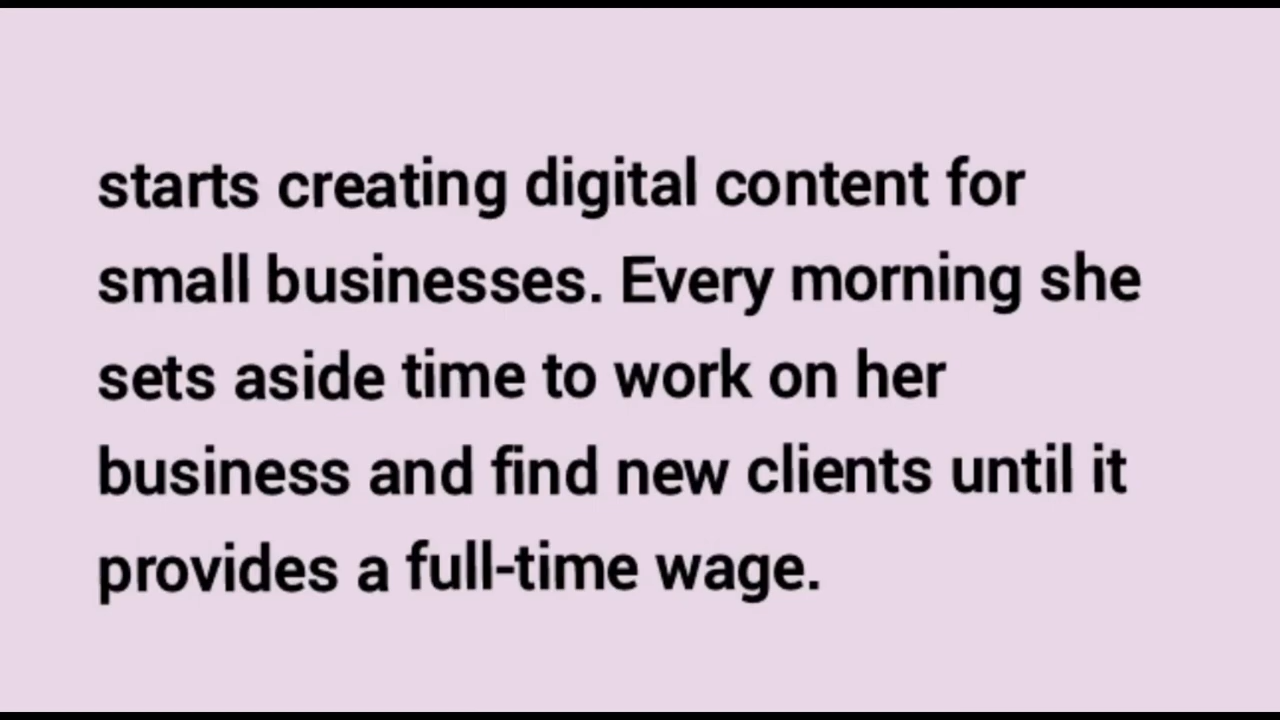 starts creating digital content for
small businesses. Every morning she
sets aside time to work on her
business and find new clients until it
provides a full-time wage.